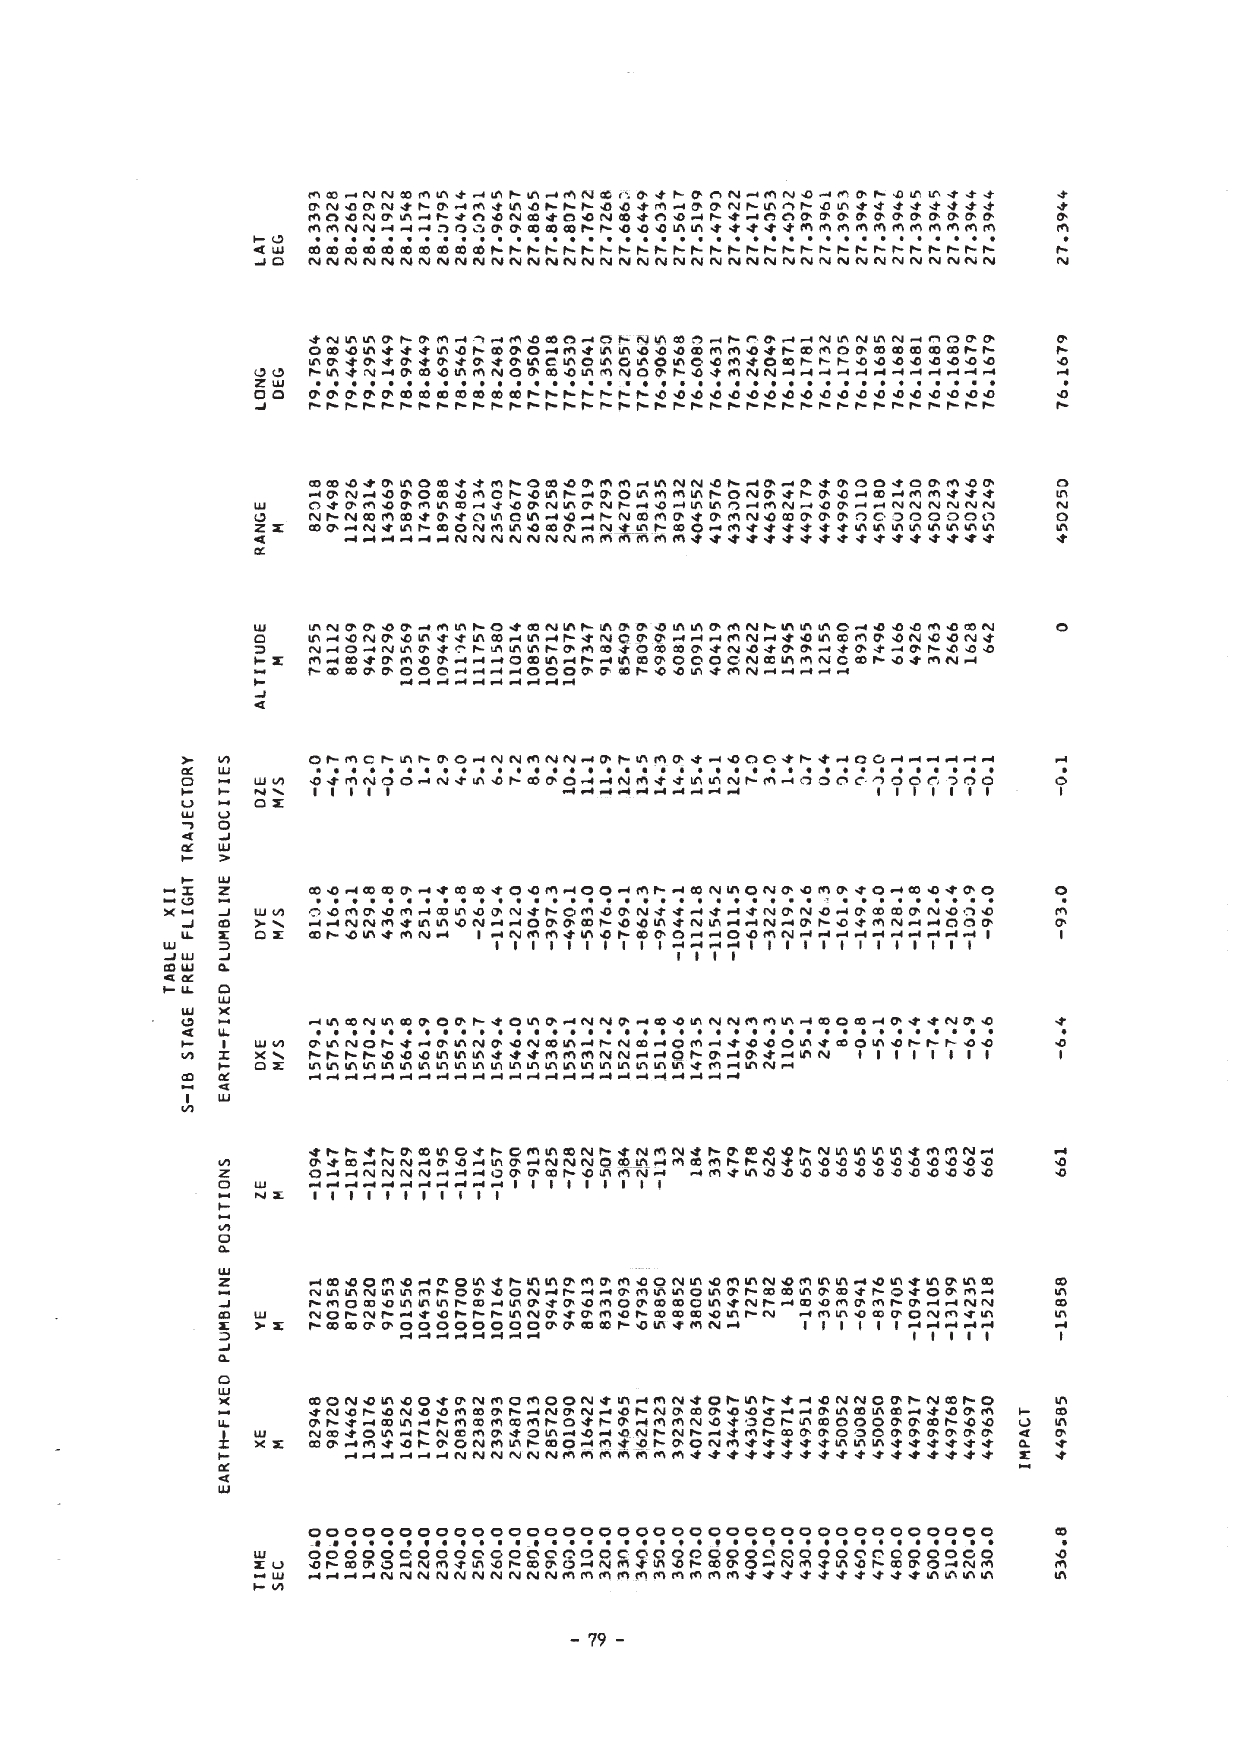 TABLE XII
S-IB STAGE FREE FLIGHT TRAJECTORY
EARTH-FIXED PLUMBLINE POSITIONS EARTH-FIXED PLUMBLINE VELOCITIES
TIME XE YE ZE DXE DYE DZE ALTITUDE RANGE LONG LAT
SEC M M M M/S M/S M/S M M DEG DEG
160.0 82948 72721 -1094 1579.1 810.8 -6.0 73255 82018 79.7504 28.3393
170.0 98720 80358 -1147 1575.5 716.6 -4.7 81112 97498 79.5982 28.3028
180.0 114462 87056 -1187 1572.8 623.1 -3.3 88069 112926 79.4465 28.2661
190.0 130176 92820 -1214 1570.2 529.8 -2.0 94129 128314 79.2955 28.2292
200.0 145865 97653 -1227 1567.5 436.8 -0.7 99296 143669 79.1449 28.1922
210.0 161526 101556 -1229 1564.8 343.9 0.5 103569 158995 78.9947 28.1548
220.0 177160 104531 -1218 1561.9 251.1 1.7 106951 174300 78.8449 28.1173
230.0 192764 106579 -1195 1559.0 158.4 2.9 109443 189588 78.6953 28.0795
240.0 208339 107700 -1160 1555.9 65.8 4.0 111045 204864 78.5461 28.0414
250.0 223882 107895 -1114 1552.7 -26.8 5.1 111757 220134 78.3970 28.0031
260.0 239393 107164 -1057 1549.4 -119.4 6.2 111580 235403 78.2481 27.9645
270.0 254870 105507 -990 1546.0 -212.0 7.2 110514 250677 78.0993 27.9257
280.0 270313 102925 -913 1542.5 -304.6 8.3 108558 265960 77.9506 27.8865
290.0 285720 99415 -825 1538.9 -397.3 9.2 105712 281258 77.8018 27.8471
300.0 301090 94979 -728 1535.1 -490.1 10.2 101975 296576 77.6530 27.8073
310.0 316422 89613 -622 1531.2 -583.0 11.1 97347 311919 77.5041 27.7672
320.0 331714 83319 -507 1527.2 -676.0 11.9 91825 327293 77.3550 27.7268
330.0 346965 76093 -384 1522.9 -769.1 12.7 85409 342703 77.2057 27.6860
340.0 362171 67936 -252 1518.1 -862.3 13.5 78099 358151 77.0562 27.6449
350.0 377323 58850 -113 1511.8 -954.7 14.3 69896 373635 76.9065 27.6034
360.0 392392 48852 32 1500.6 -1044.1 14.9 60815 389132 76.7568 27.5617
370.0 407284 38005 184 1473.5 -1121.8 15.4 50915 404552 76.6080 27.5199
380.0 421690 26556 337 1391.2 -1154.2 15.1 40419 419576 76.4631 27.4790
390.0 434467 15493 479 1114.2 -1011.5 12.6 30233 433007 76.3337 27.4422
400.0 443065 7275 578 596.3 -614.0 7.0 22622 442121 76.2460 27.4171
410.0 447047 2782 626 246.3 -322.2 3.0 18417 446399 76.2049 27.4053
420.0 448714 186 646 110.5 -219.9 1.4 15945 448241 76.1871 27.4002
430.0 449511 -1853 657 55.1 -192.6 0.7 13965 449179 76.1781 27.3976
440.0 449896 -3695 662 24.8 -176.3 0.4 12155 449694 76.1732 27.3961
450.0 450052 -5385 665 8.0 -161.9 0.1 10480 449969 76.1705 27.3953
460.0 450082 -6941 665 -0.8 -149.4 0.0 8931 450110 76.1692 27.3949
470.0 450050 -8376 665 -5.1 -138.0 -0.0 7496 450180 76.1685 27.3947
480.0 449989 -9705 665 -6.9 -128.1 -0.1 6166 450214 76.1682 27.3946
490.0 449917 -10944 664 -7.4 -119.8 -0.1 4926 450230 76.1681 27.3945
500.0 449842 -12105 663 -7.4 -112.6 -0.1 3763 450239 76.1680 27.3945
510.0 449768 -13199 663 -7.2 -106.4 -0.1 2666 450243 76.1680 27.3944
520.0 449697 -14235 662 -6.9 -100.9 -0.1 1628 450246 76.1679 27.3944
530.0 449630 -15218 661 -6.6 -96.0 -0.1 642 450249 76.1679 27.3944
IMPACT
536.8 449585 -15858 661 -6.4 -93.0 -0.1 0 450250 76.1679 27.3944
- 79 -